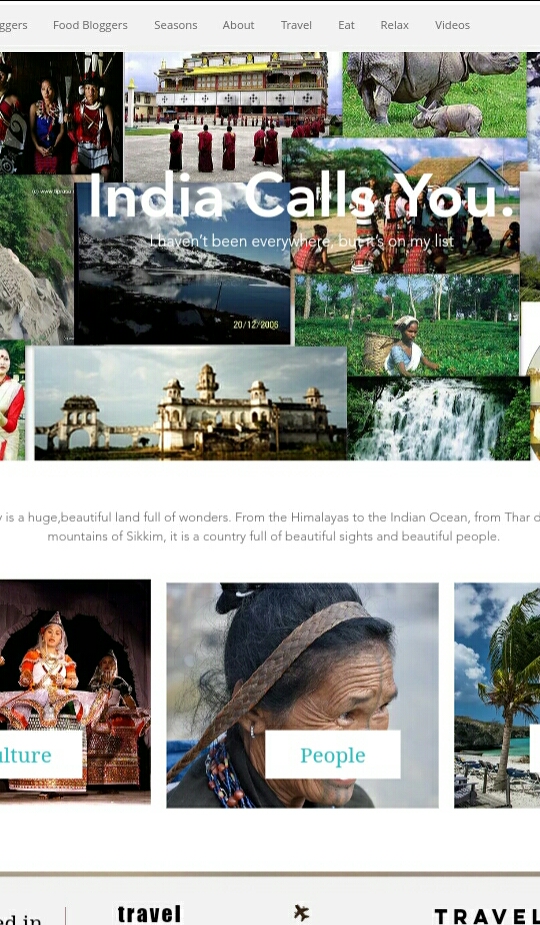 ggers Food Bloggers Seasons About Travel Eat Relax Videos
India Calls You.
I haven't been everywhere, but it's on my list
20/12/2006
y is a huge,beautiful land full of wonders. From the Himalayas to the Indian Ocean, from Thar d
mountains of Sikkim, it is a country full of beautiful sights and beautiful people.
ulture
People
ed in
travel
TRAVEL